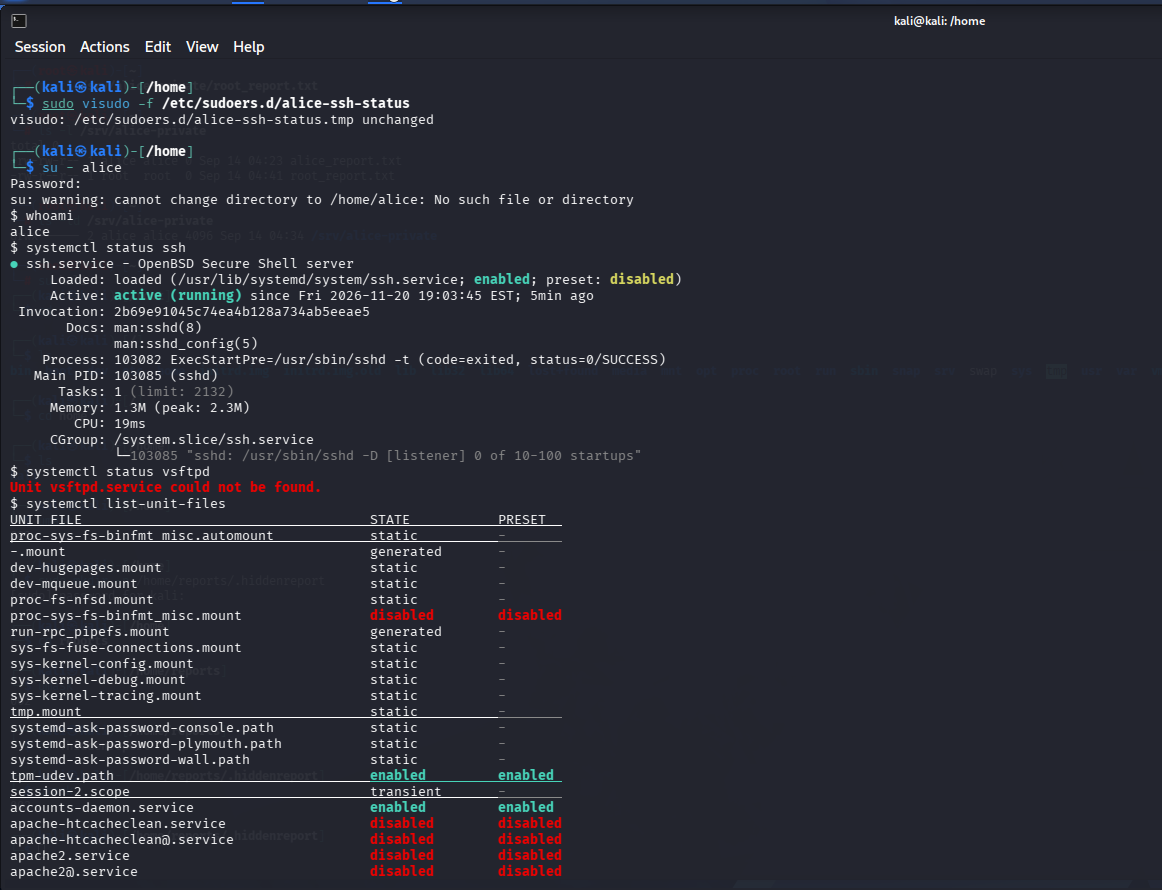 kali@kali: /home
Session Actions Edit View Help
┌──(kali㉿kali)-[/home]
└─$ sudo visudo -f /etc/sudoers.d/alice-ssh-status
visudo: /etc/sudoers.d/alice-ssh-status.tmp unchanged
┌──(kali㉿kali)-[/home]
└─$ su - alice
Password:
su: warning: cannot change directory to /home/alice: No such file or directory
$ whoami
alice
$ systemctl status ssh
● ssh.service - OpenBSD Secure Shell server
Loaded: loaded (/usr/lib/systemd/system/ssh.service; enabled; preset: disabled)
Active: active (running) since Fri 2026-11-20 19:03:45 EST; 5min ago
Invocation: 2b69e91045c74ea4b128a734ab5eeae5
Docs: man:sshd(8)
man:sshd_config(5)
Process: 103082 ExecStartPre=/usr/sbin/sshd -t (code=exited, status=0/SUCCESS)
Main PID: 103085 (sshd)
Tasks: 1 (limit: 2132)
Memory: 1.3M (peak: 2.3M)
CPU: 19ms
CGroup: /system.slice/ssh.service
└─103085 "sshd: /usr/sbin/sshd -D [listener] 0 of 10-100 startups"
$ systemctl status vsftpd
Unit vsftpd.service could not be found.
$ systemctl list-unit-files
UNIT FILE STATE PRESET
proc-sys-fs-binfmt_misc.automount static -
-.mount generated -
dev-hugepages.mount static -
dev-mqueue.mount static -
proc-fs-nfsd.mount static -
proc-sys-fs-binfmt_misc.mount disabled disabled
run-rpc_pipefs.mount generated -
sys-fs-fuse-connections.mount static -
sys-kernel-config.mount static -
sys-kernel-debug.mount static -
sys-kernel-tracing.mount static -
tmp.mount static -
systemd-ask-password-console.path static -
systemd-ask-password-plymouth.path static -
systemd-ask-password-wall.path static -
tpm-udev.path enabled enabled
session-2.scope transient -
accounts-daemon.service enabled enabled
apache-htcacheclean.service disabled disabled
apache-htcacheclean@.service disabled disabled
apache2.service disabled disabled
apache2@.service disabled disabled